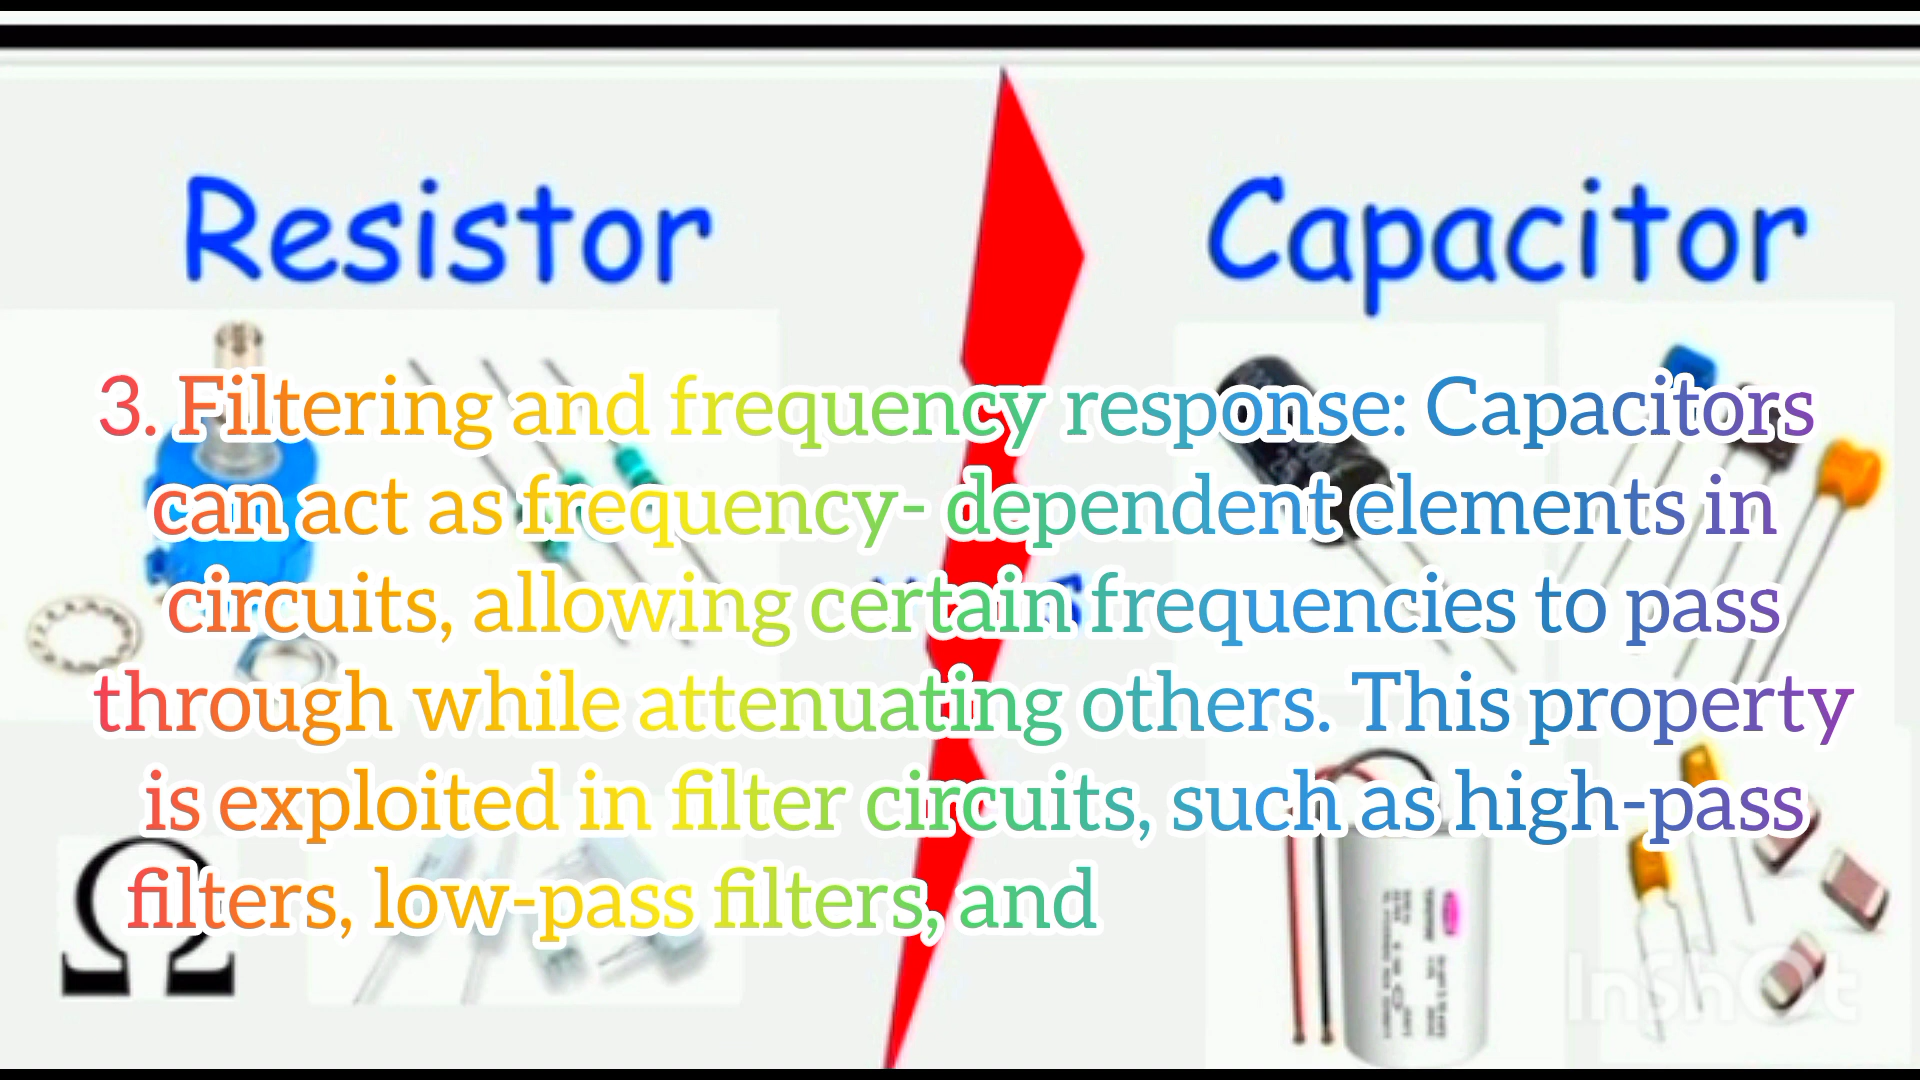 Resistor
Capacitor
3. Filtering and frequency response: Capacitors
can act as frequency- dependent elements in
circuits, allowing certain frequencies to pass
through while attenuating others. This property
is exploited in filter circuits, such as high-pass
filters, low-pass filters, and
Ω
InShOt